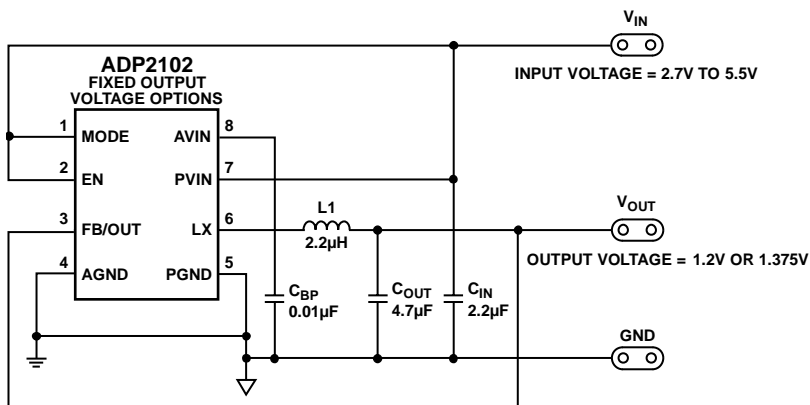 V_IN
INPUT VOLTAGE = 2.7V TO 5.5V
ADP2102
FIXED OUTPUT
VOLTAGE OPTIONS
1 MODE AVIN 8
2 EN PVIN 7
3 FB/OUT LX 6
4 AGND PGND 5
L1
2.2µH
V_OUT
OUTPUT VOLTAGE = 1.2V OR 1.375V
C_BP
0.01µF
C_OUT
4.7µF
C_IN
2.2µF
GND